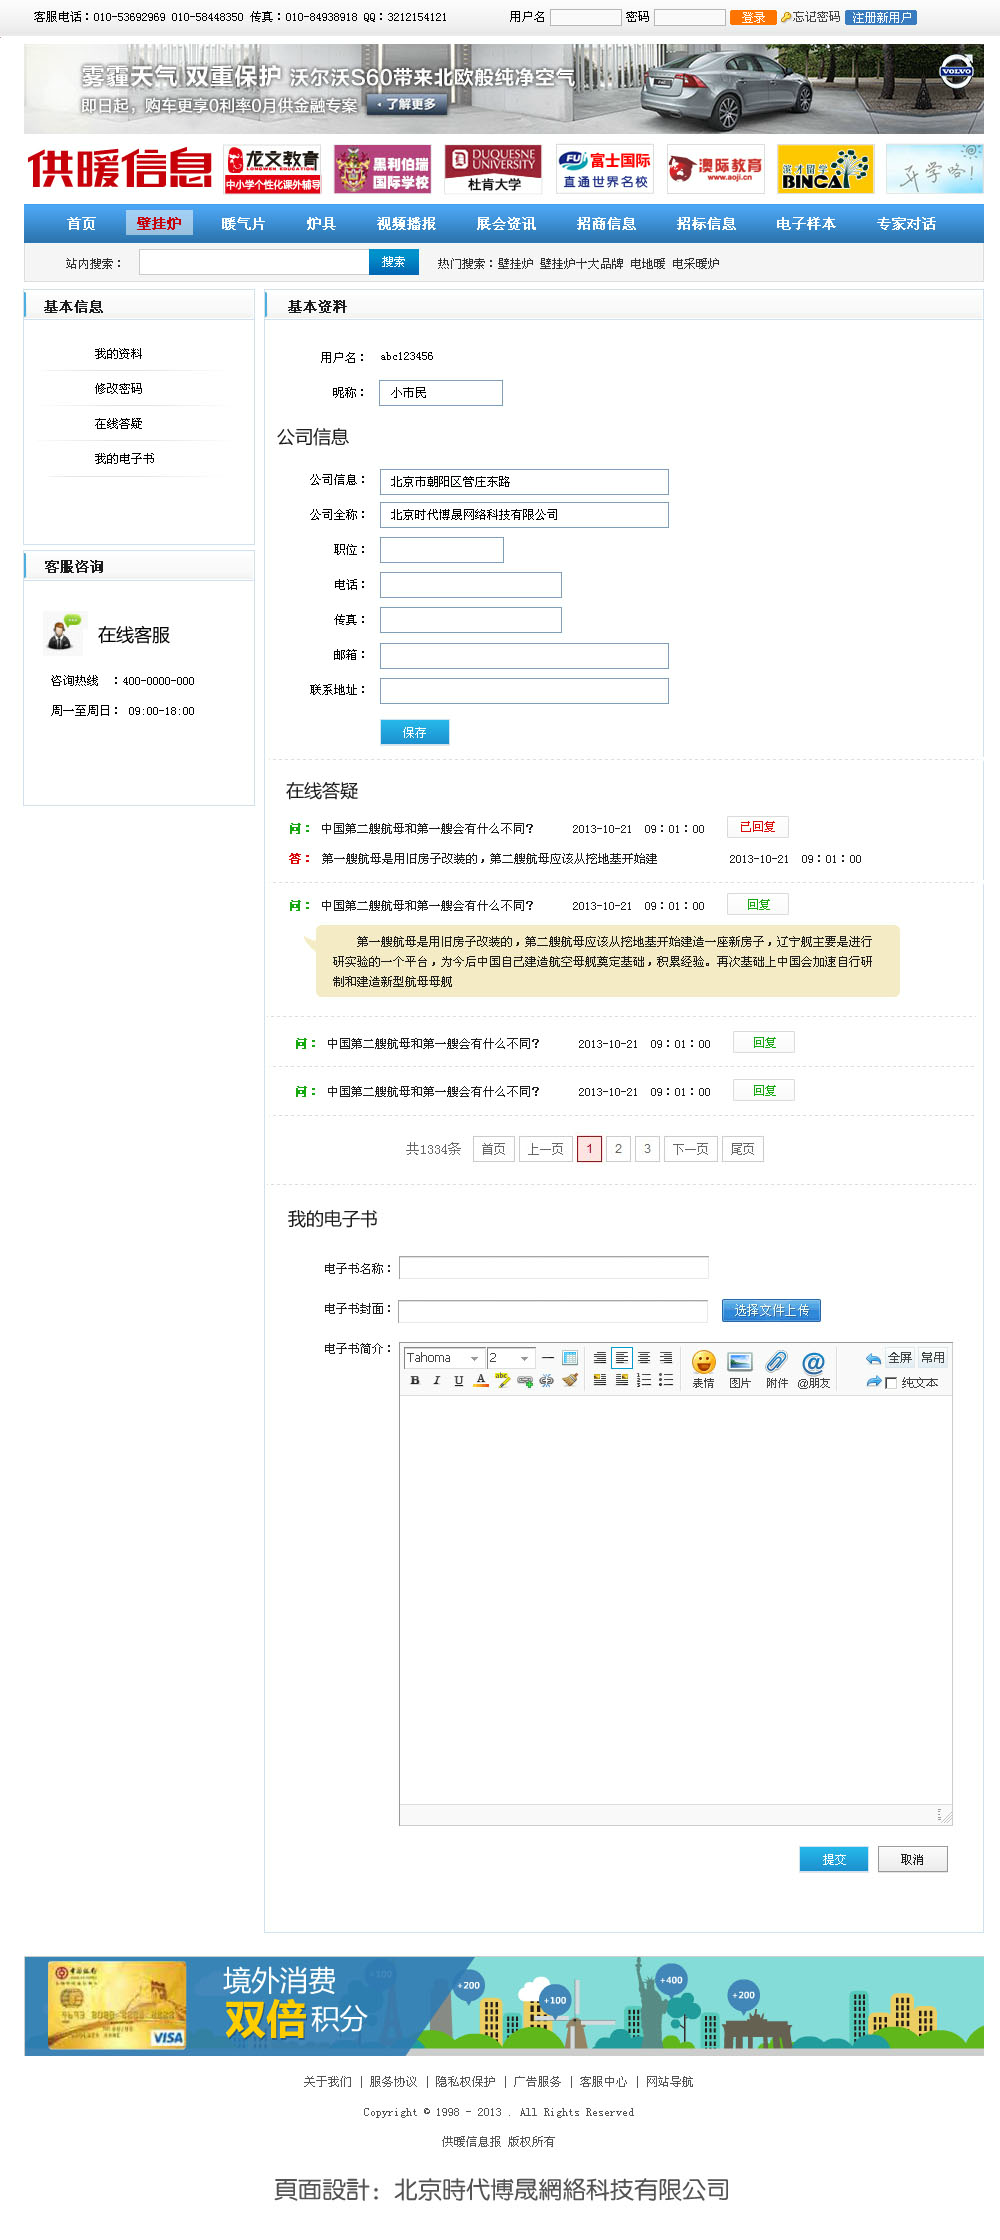 客服电话：010-53692969 010-58448350 传真：010-84938918 QQ：3212154121 用户名 密码 登录 忘记密码 注册新用户
雾霾天气 双重保护 沃尔沃S60带来北欧般纯净空气
即日起，购车更享0利率0月供金融专案 ·了解更多
VOLVO
供暖信息
龙文教育
LONGWEN EDUCATION
中小学个性化课外辅导
黑利伯瑞
国际学校
DUQUESNE
UNIVERSITY
杜肯大学
FU 富士国际
直通世界名校
澳际教育
www.aoji.cn
滨才留学
BINCAI
开学咯！
首页 壁挂炉 暖气片 炉具 视频播报 展会资讯 招商信息 招标信息 电子样本 专家对话
站内搜索： 搜索 热门搜索：壁挂炉 壁挂炉十大品牌 电地暖 电采暖炉
基本信息
我的资料
修改密码
在线答疑
我的电子书
客服咨询
在线客服
咨询热线 ：400-0000-000
周一至周日： 09:00-18:00
基本资料
用户名： abc123456
昵称： 小市民
公司信息
公司信息： 北京市朝阳区管庄东路
公司全称： 北京时代博晟网络科技有限公司
职位：
电话：
传真：
邮箱：
联系地址：
保存
在线答疑
问： 中国第二艘航母和第一艘会有什么不同? 2013-10-21 09：01：00 已回复
答： 第一艘航母是用旧房子改装的，第二艘航母应该从挖地基开始建 2013-10-21 09：01：00
问： 中国第二艘航母和第一艘会有什么不同? 2013-10-21 09：01：00 回复
第一艘航母是用旧房子改装的，第二艘航母应该从挖地基开始建造一座新房子，辽宁舰主要是进行
研实验的一个平台，为今后中国自己建造航空母舰奠定基础，积累经验。再次基础上中国会加速自行研
制和建造新型航母母舰
问： 中国第二艘航母和第一艘会有什么不同? 2013-10-21 09：01：00 回复
问： 中国第二艘航母和第一艘会有什么不同? 2013-10-21 09：01：00 回复
共1334条 首页 上一页 1 2 3 下一页 尾页
我的电子书
电子书名称：
电子书封面： 选择文件上传
电子书简介：
Tahoma 2 全屏 常用
B I U A abc 表情 图片 附件 @朋友 纯文本
提交 取消
中国银行
VISA
境外消费
双倍积分
+100
+200
+100
+400
+200
关于我们 | 服务协议 | 隐私权保护 | 广告服务 | 客服中心 | 网站导航
Copyright © 1998 - 2013 . All Rights Reserved
供暖信息报 版权所有
頁面設計：北京時代博晟網絡科技有限公司